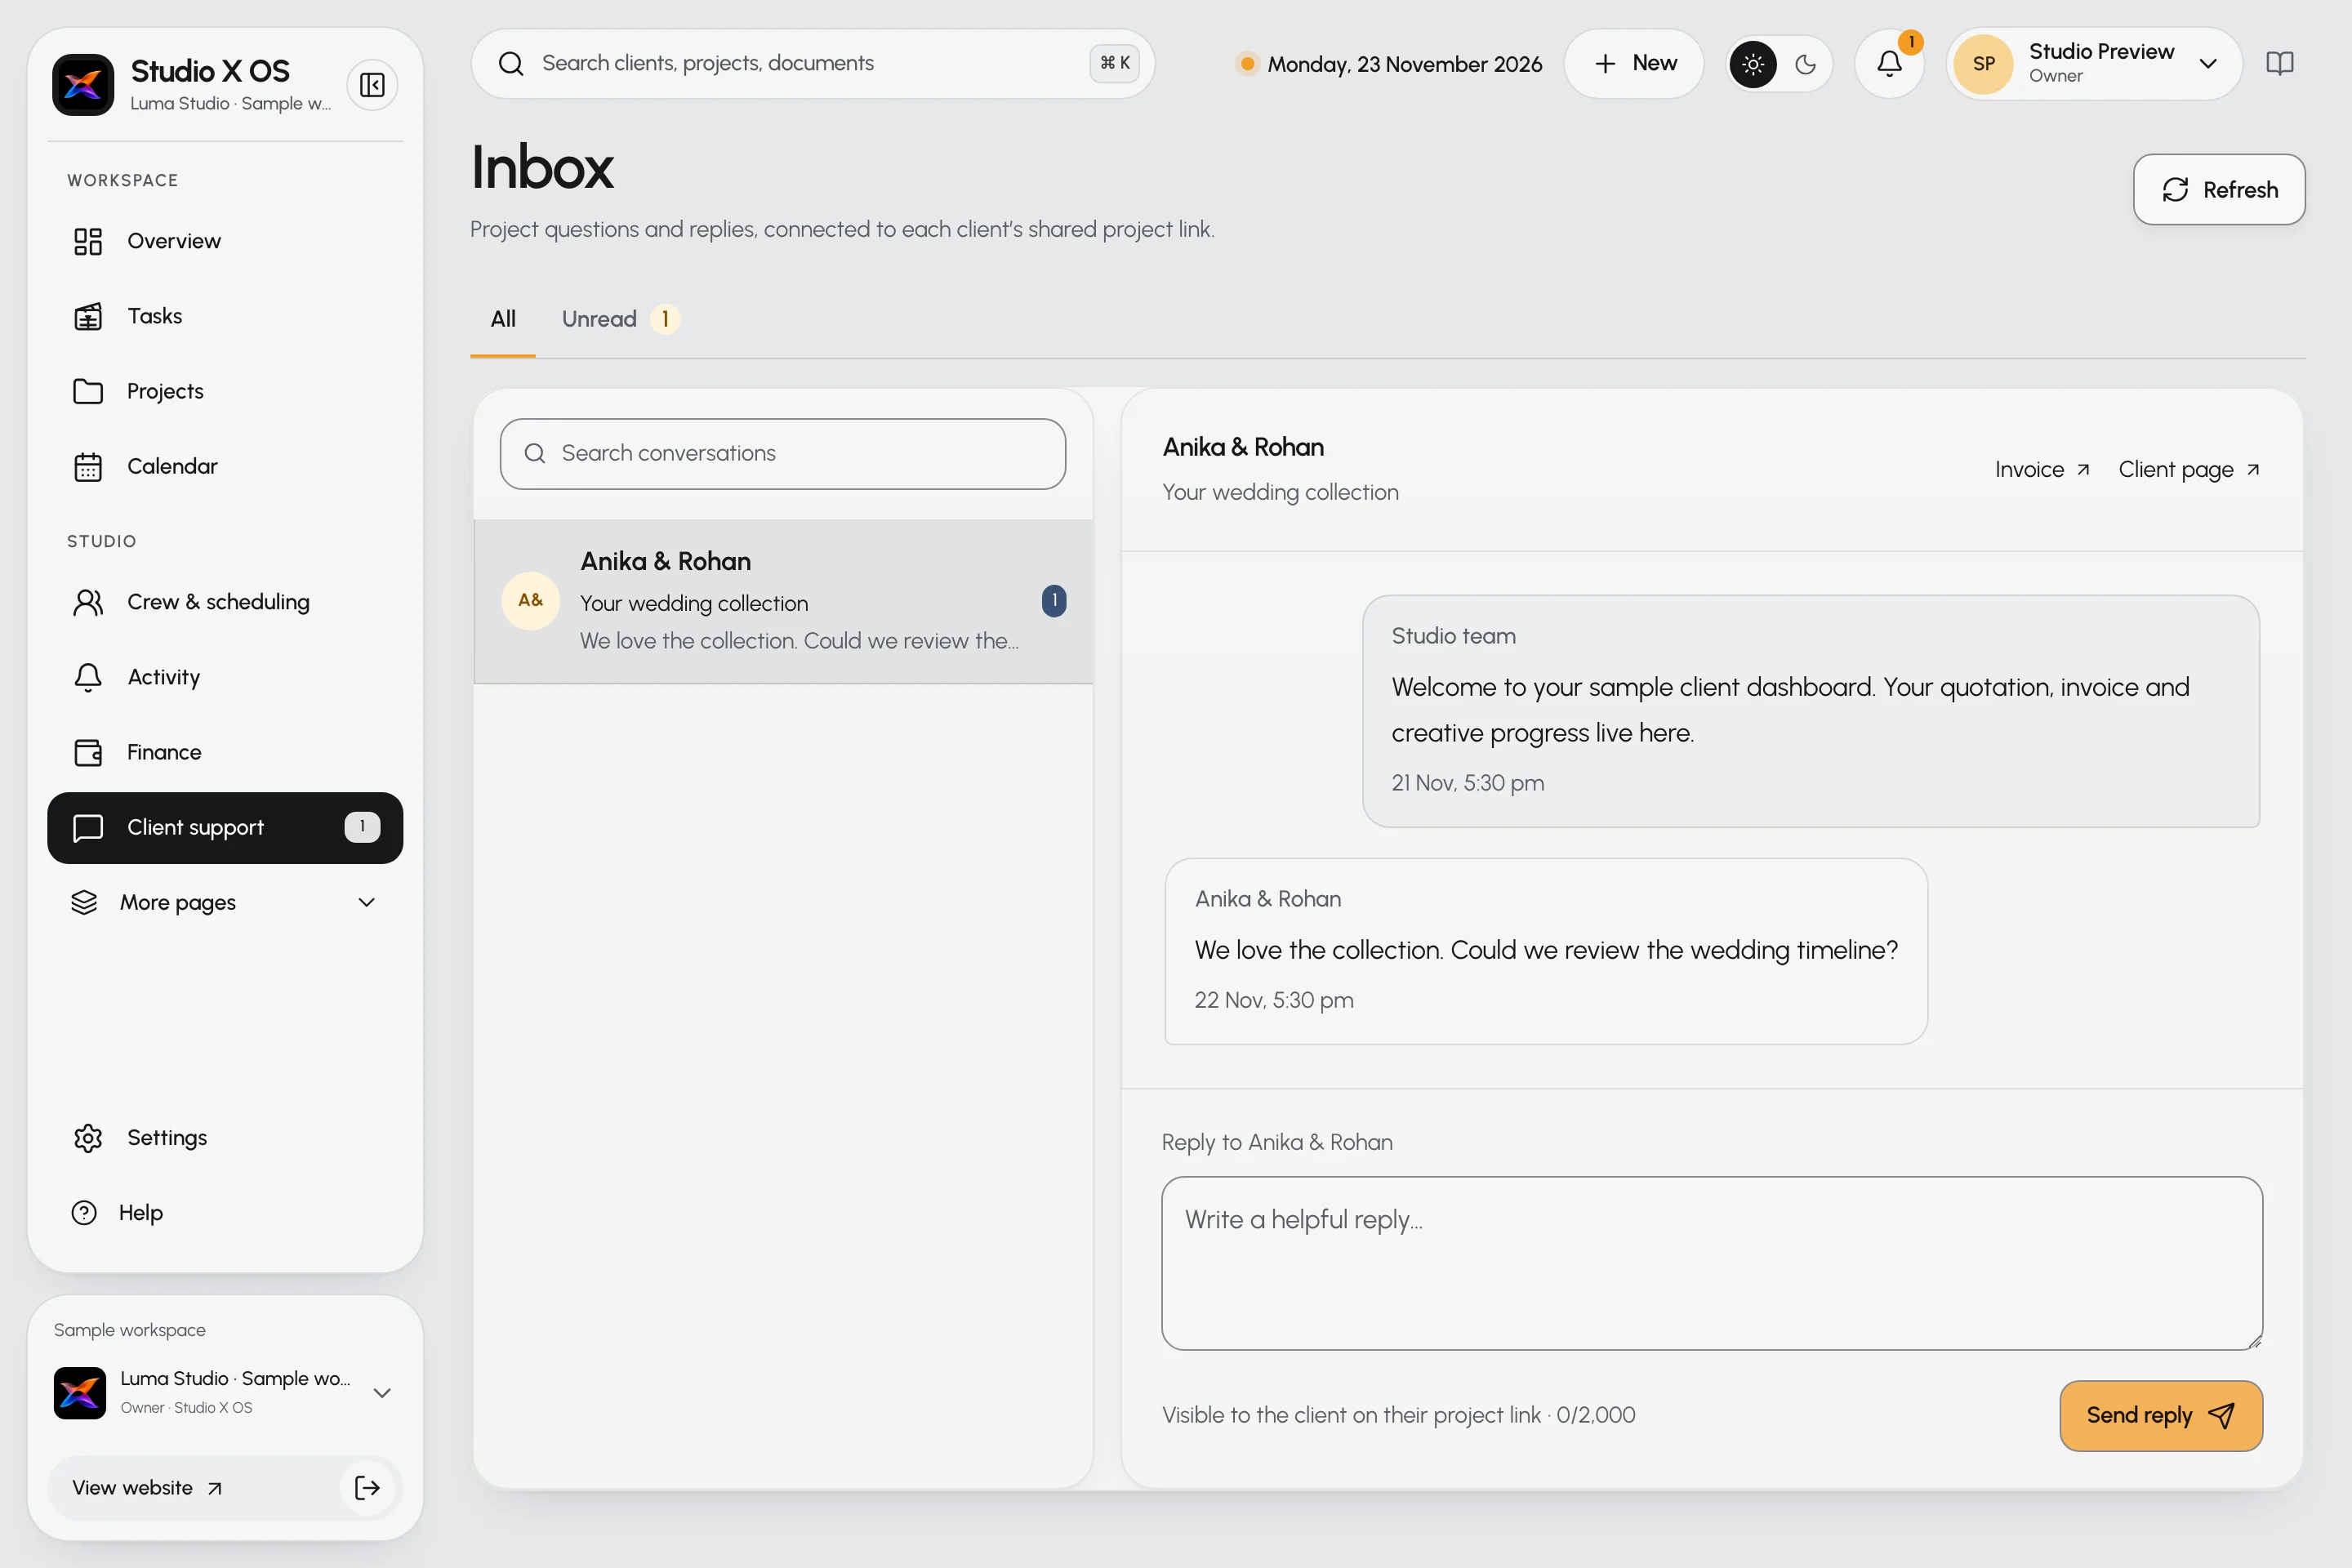 Studio X OS
Luma Studio · Sample w...
WORKSPACE
Overview
Tasks
Projects
Calendar
STUDIO
Crew & scheduling
Activity
Finance
Client support 1
More pages
Settings
Help
Sample workspace
Luma Studio · Sample wo...
Owner · Studio X OS
View website
Search clients, projects, documents ⌘ K
Monday, 23 November 2026
New
1
SP
Studio Preview
Owner
Inbox
Project questions and replies, connected to each client’s shared project link.
Refresh
All
Unread 1
Search conversations
A&
Anika & Rohan
Your wedding collection
We love the collection. Could we review the...
1
Anika & Rohan
Your wedding collection
Invoice
Client page
Studio team
Welcome to your sample client dashboard. Your quotation, invoice and
creative progress live here.
21 Nov, 5:30 pm
Anika & Rohan
We love the collection. Could we review the wedding timeline?
22 Nov, 5:30 pm
Reply to Anika & Rohan
Write a helpful reply...
Visible to the client on their project link · 0/2,000
Send reply